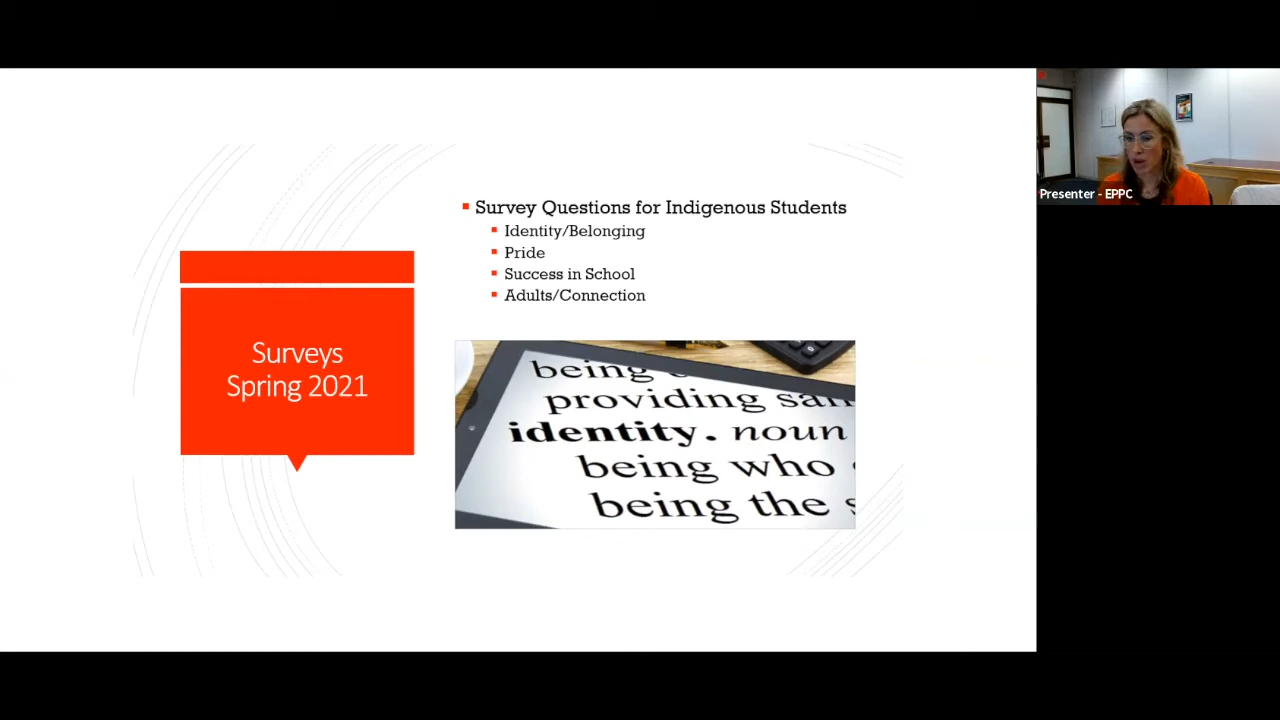 Survey Questions for Indigenous Students
Identity/Belonging
Pride
Success in School
Adults/Connection
Surveys
Spring 2021
being
providing
identity. noun
being who
being the
Presenter - EPPC